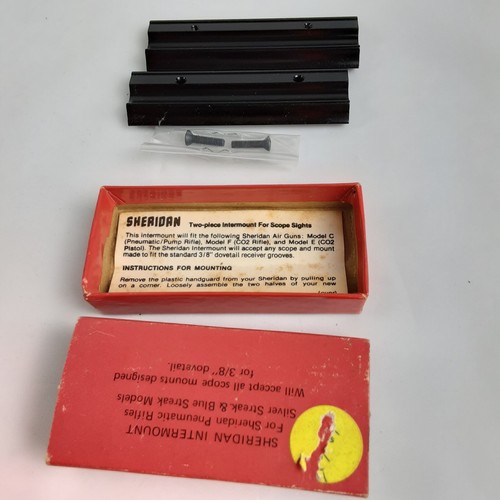 SHERIDAN Two-piece Intermount For Scope Sights
This intermount will fit the following Sheridan Air Guns: Model C
(Pneumatic/Pump Rifle), Model F (CO2 Rifle), and Model E (CO2
Pistol). The Sheridan Intermount will accept any scope and mount
made to fit the standard 3/8" dovetail receiver grooves.
INSTRUCTIONS FOR MOUNTING
Remove the plastic handguard from your Sheridan by pulling up
on a corner. Loosely assemble the two halves of your new
SHERIDAN INTERMOUNT
For Sheridan Pneumatic Rifles
Silver Streak & Blue Streak Models
Will accept all scope mounts designed
for 3/8" dovetail.